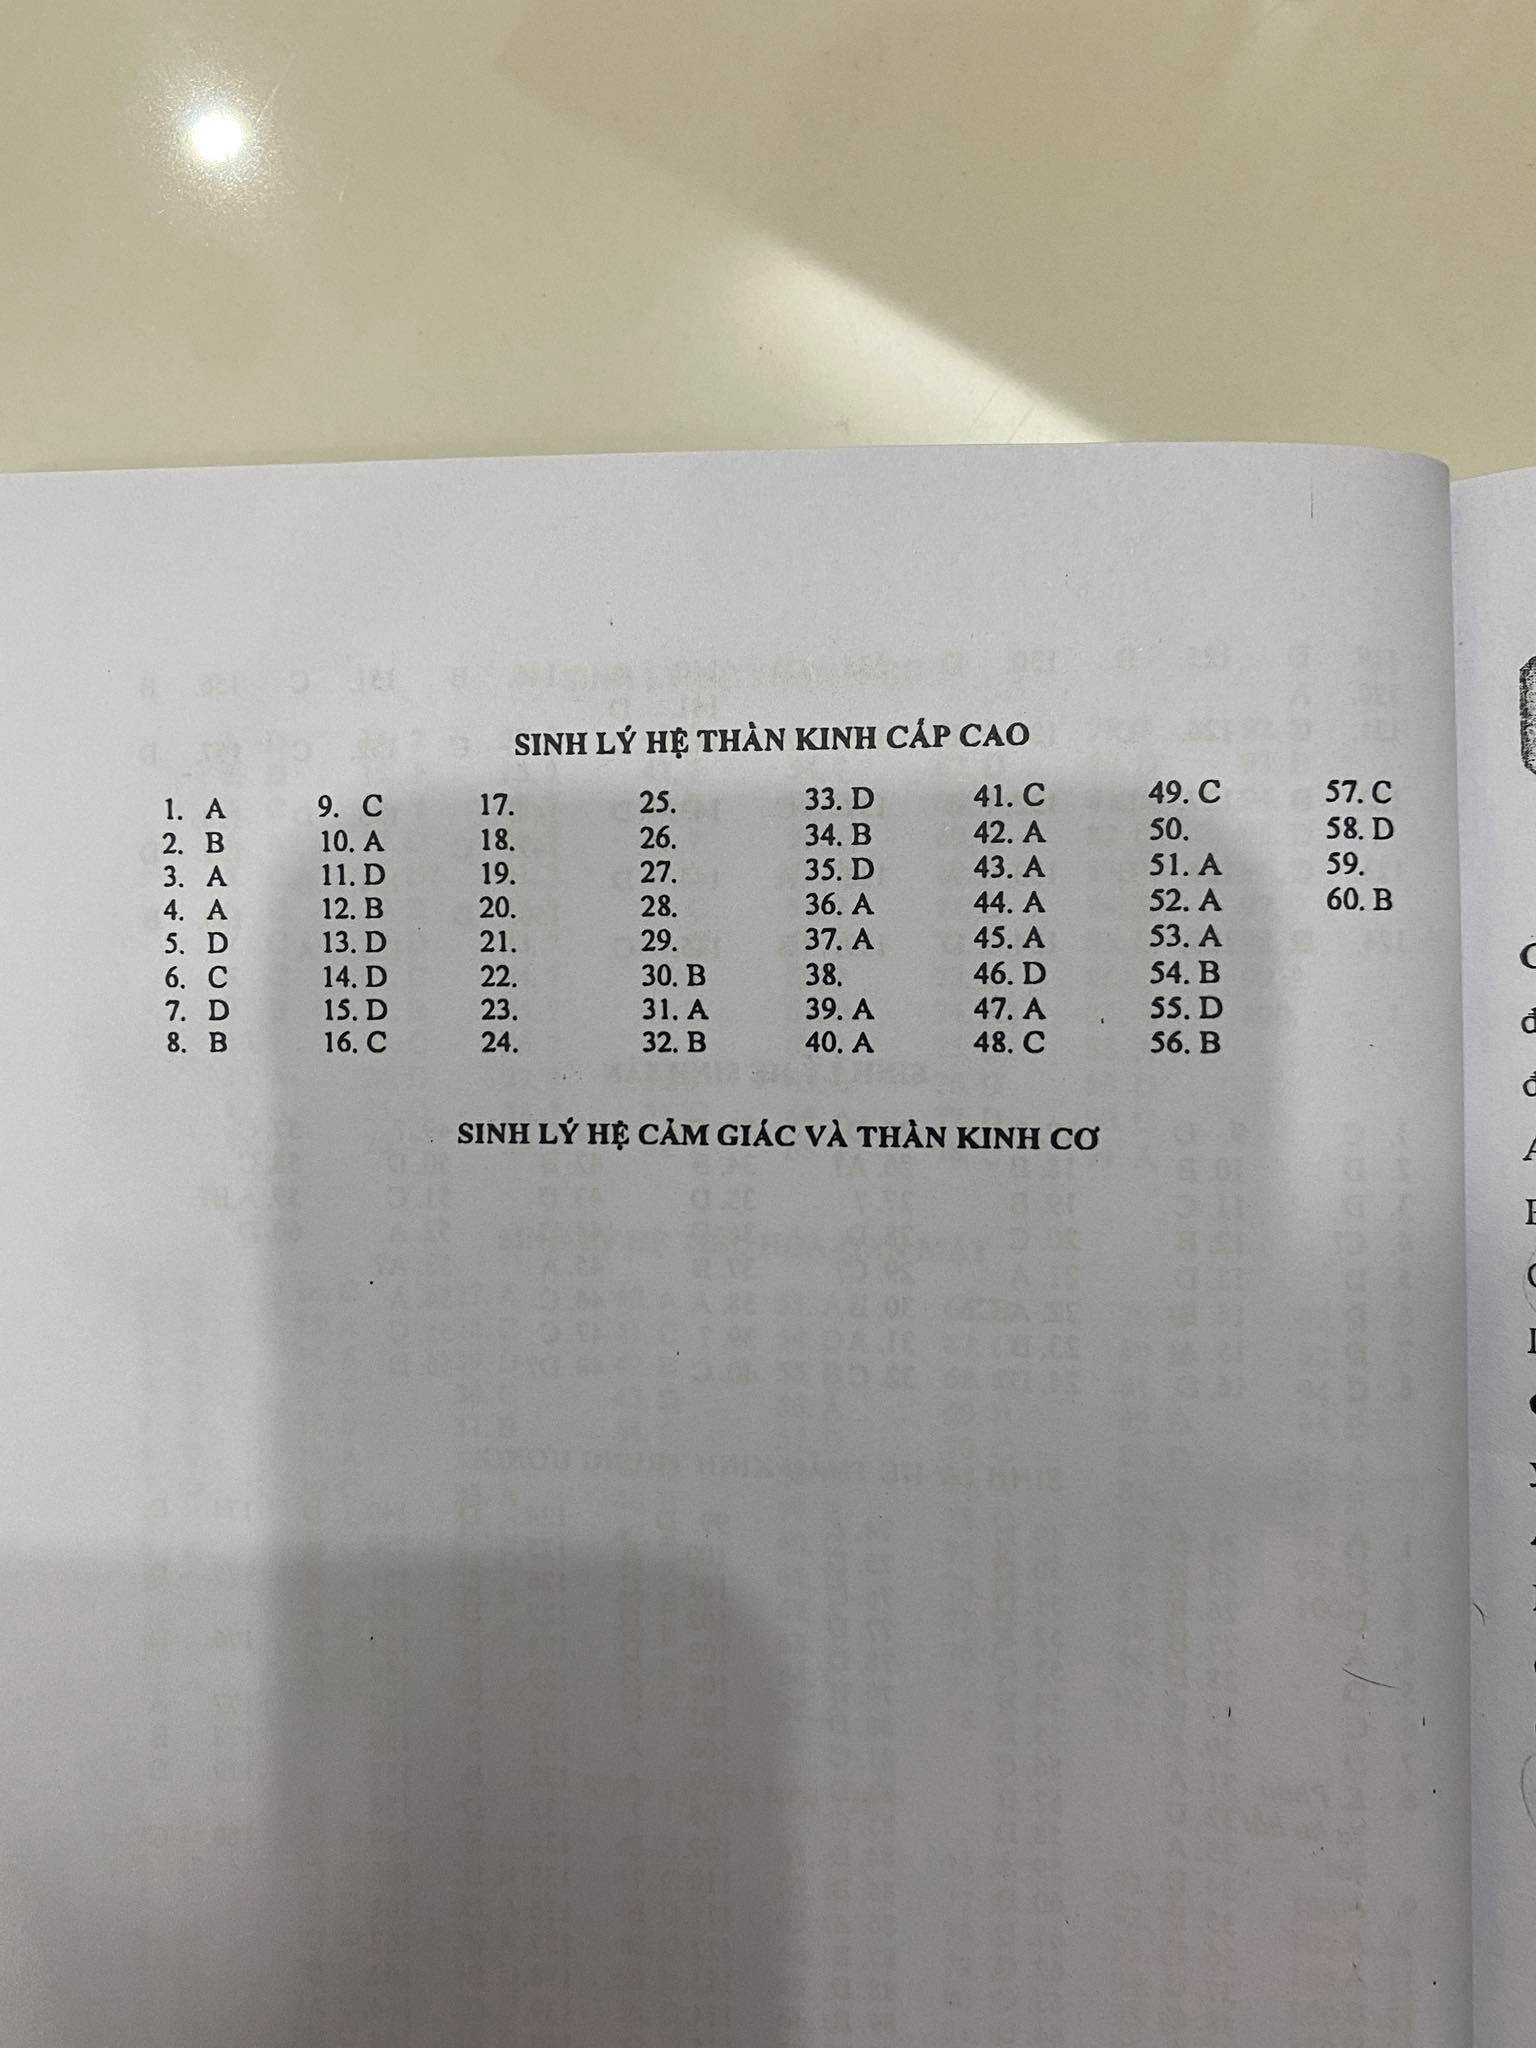 SINH LÝ HỆ THẦN KINH CẤP CAO
1. A 9. C 17. 25. 33. D 41. C 49. C 57. C
2. B 10. A 18. 26. 34. B 42. A 50. 58. D
3. A 11. D 19. 27. 35. D 43. A 51. A 59.
4. A 12. B 20. 28. 36. A 44. A 52. A 60. B
5. D 13. D 21. 29. 37. A 45. A 53. A
6. C 14. D 22. 30. B 38. 46. D 54. B
7. D 15. D 23. 31. A 39. A 47. A 55. D
8. B 16. C 24. 32. B 40. A 48. C 56. B
SINH LÝ HỆ CẢM GIÁC VÀ THẦN KINH CƠ